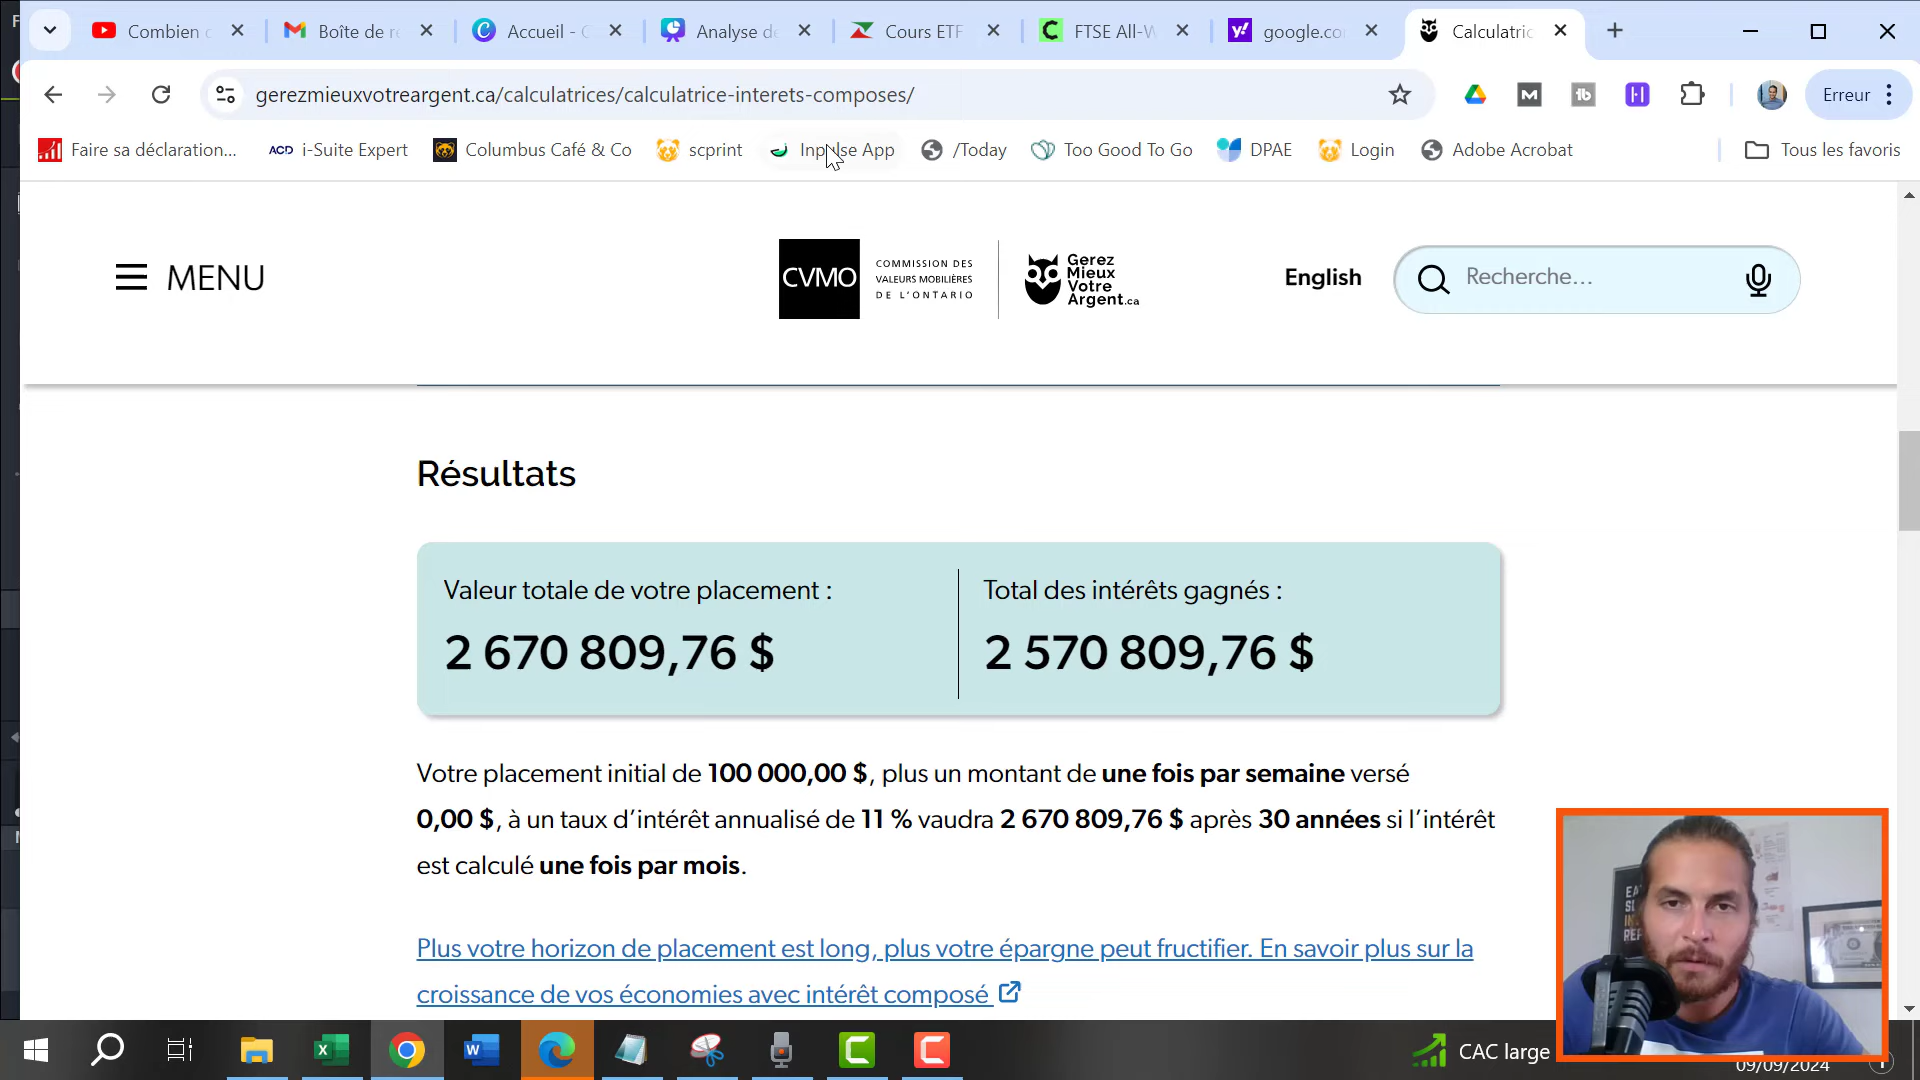 Combien
Boîte de ré
Accueil - C
Analyse de
Cours ETF
FTSE All-W
google.co
Calculatric
gerezmieuxvotreargent.ca/calculatrices/calculatrice-interets-composes/
Erreur
Faire sa déclaration...
ACD i-Suite Expert
Columbus Café & Co
scprint
Inpulse App
/Today
Too Good To Go
DPAE
Login
Adobe Acrobat
Tous les favoris
MENU
CVMO
COMMISSION DES
VALEURS MOBILIÈRES
DE L'ONTARIO
Gerez
Mieux
Votre
Argent.ca
English
Recherche...
Résultats
Valeur totale de votre placement :
2 670 809,76 $
Total des intérêts gagnés :
2 570 809,76 $
Votre placement initial de 100 000,00 $, plus un montant de une fois par semaine versé
0,00 $, à un taux d'intérêt annualisé de 11 % vaudra 2 670 809,76 $ après 30 années si l'intérêt
est calculé une fois par mois.
Plus votre horizon de placement est long, plus votre épargne peut fructifier. En savoir plus sur la
croissance de vos économies avec intérêt composé
CAC large
09/09/2024